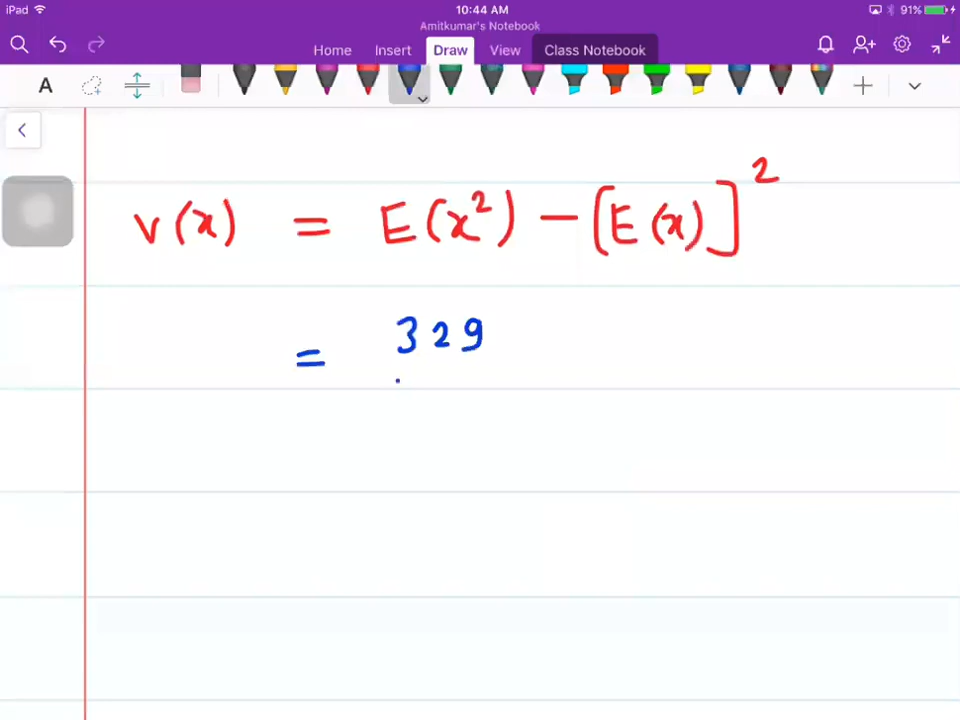 iPad 10:44 AM 91%
Amitkumar's Notebook
Home Insert Draw View Class Notebook
A
v(x) = E(x²) - [E(x)]²
= 329